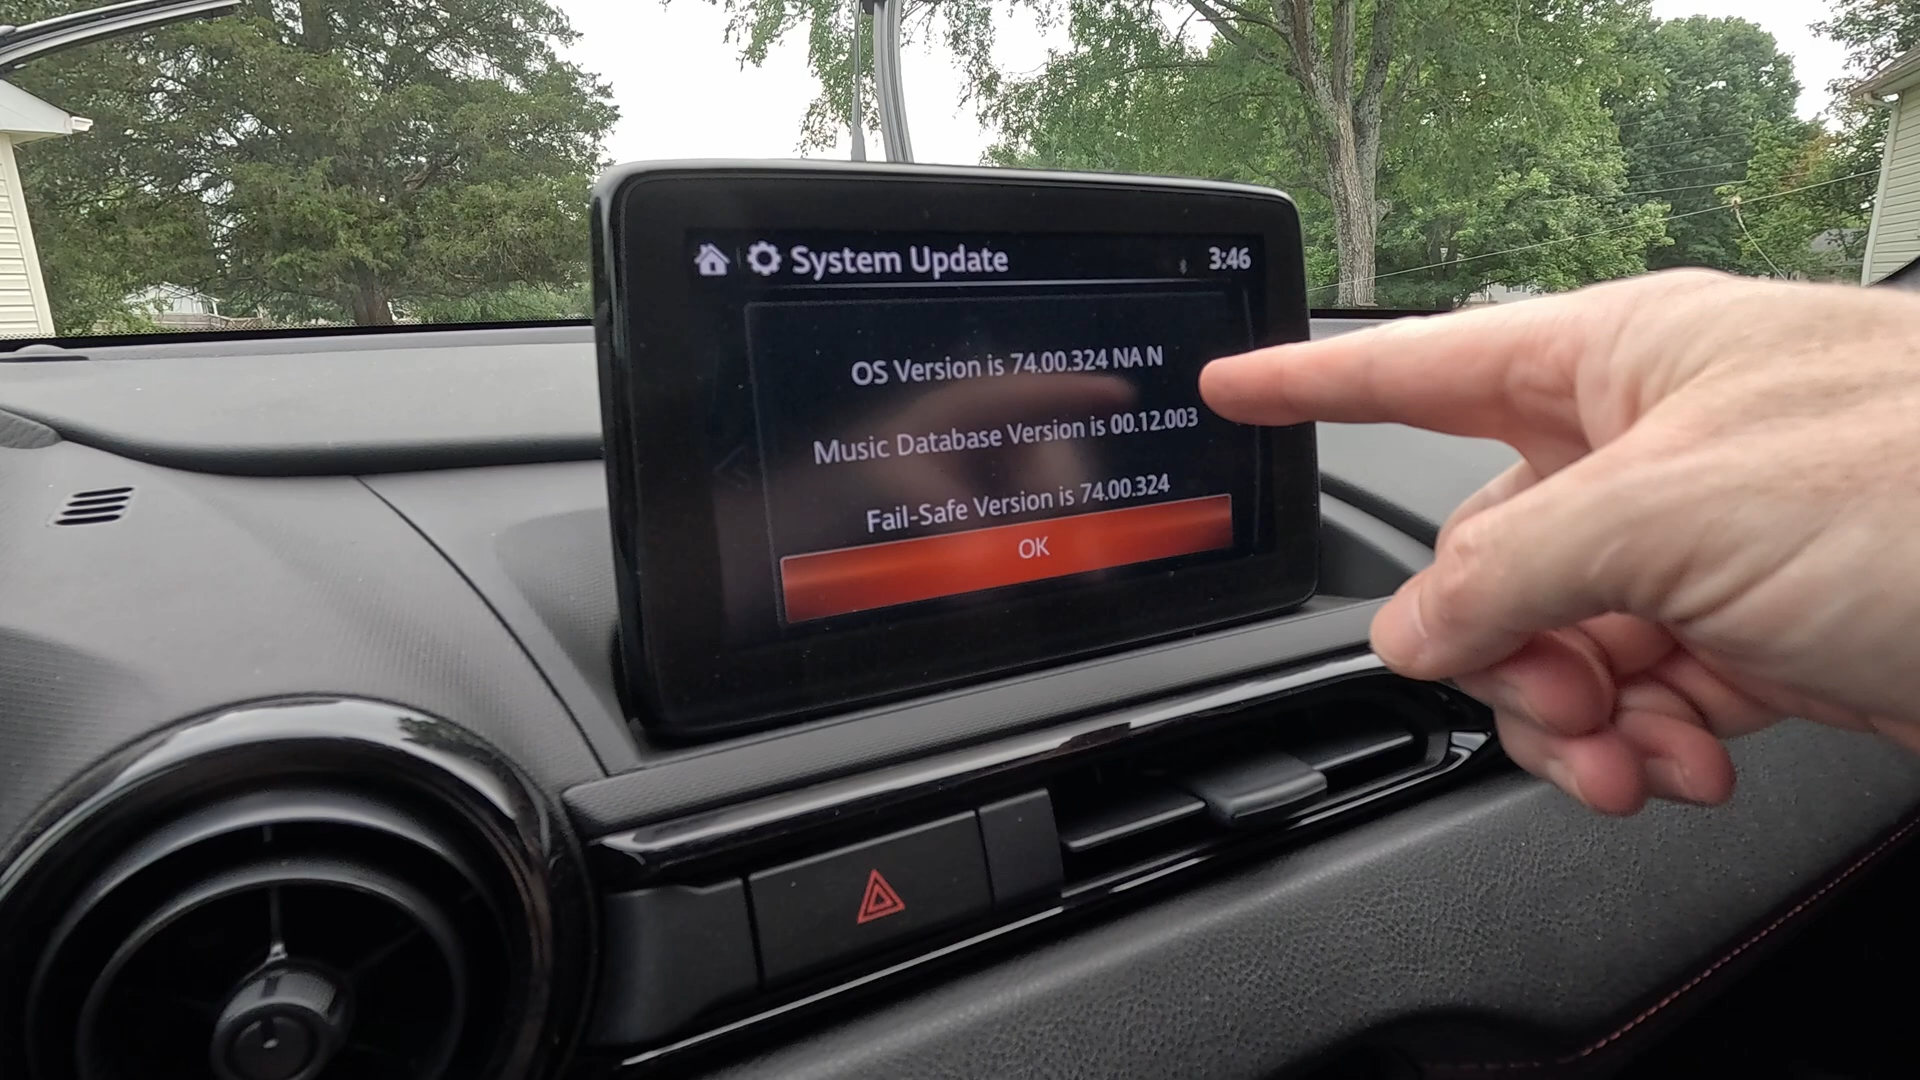 System Update
3:46
OS Version is 74.00.324 NA N
Music Database Version is 00.12.003
Fail-Safe Version is 74.00.324
OK